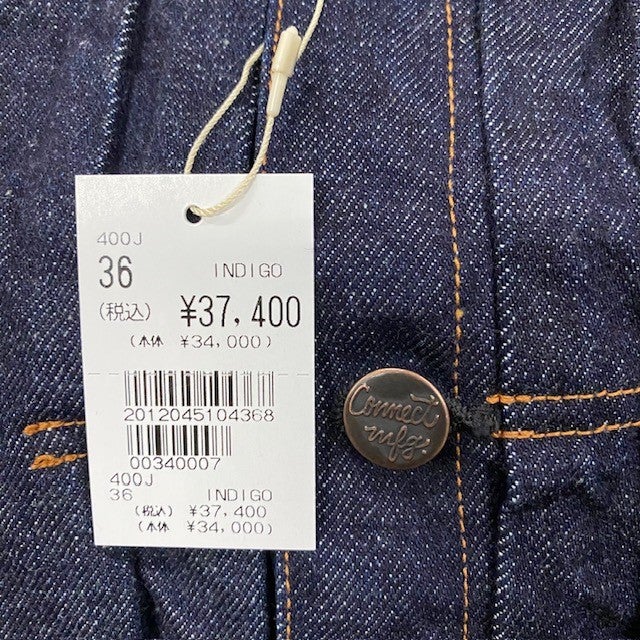 400J
36 INDIGO
(税込) ¥37,400
(本体 ¥34,000)
2012045104368
00340007
400J
36 INDIGO
(税込) ¥37,400
(本体 ¥34,000)
Connect
mfg.